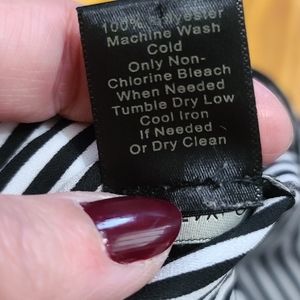 100% Polyester
Machine Wash
Cold
Only Non-
Chlorine Bleach
When Needed
Tumble Dry Low
Cool Iron
If Needed
Or Dry Clean